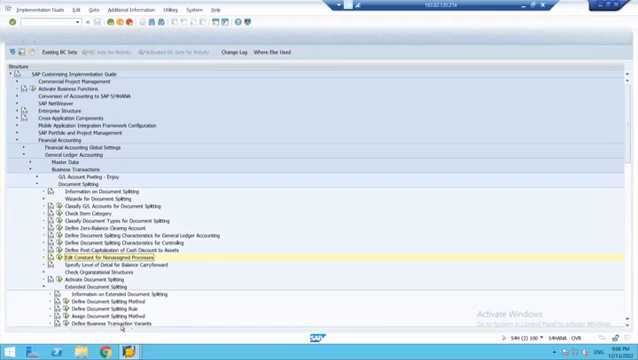 Implementation Guide Edit Goto Additional Information Utilities System Help
103.82.120.214
Existing BC Sets BC Sets for Activity Activated BC Sets for Activity Change Log Where Else Used
Structure
SAP Customizing Implementation Guide
Commercial Project Management
Activate Business Functions
Conversion of Accounting to SAP S/4HANA
SAP NetWeaver
Enterprise Structure
Cross-Application Components
Mobile Application Integration Framework Configuration
SAP Portfolio and Project Management
Financial Accounting
Financial Accounting Global Settings
General Ledger Accounting
Master Data
Business Transactions
G/L Account Posting - Enjoy
Document Splitting
Information on Document Splitting
Wizards for Document Splitting
Classify G/L Accounts for Document Splitting
Check Item Category
Classify Document Types for Document Splitting
Define Zero-Balance Clearing Account
Define Document Splitting Characteristics for General Ledger Accounting
Define Document Splitting Characteristics for Controlling
Define Post-Capitalization of Cash Discount to Assets
Edit Constant for Nonassigned Processes
Specify Level of Detail for Balance Carryforward
Check Organizational Structures
Activate Document Splitting
Extended Document Splitting
Information on Extended Document Splitting
Define Document Splitting Method
Define Document Splitting Rule
Assign Document Splitting Method
Define Business Transaction Variants
Activate Windows
Go to System in Control Panel to activate Windows.
SAP
S4H (2) 100 S4HANA OVR
ENG
9:06 PM
12/13/2022